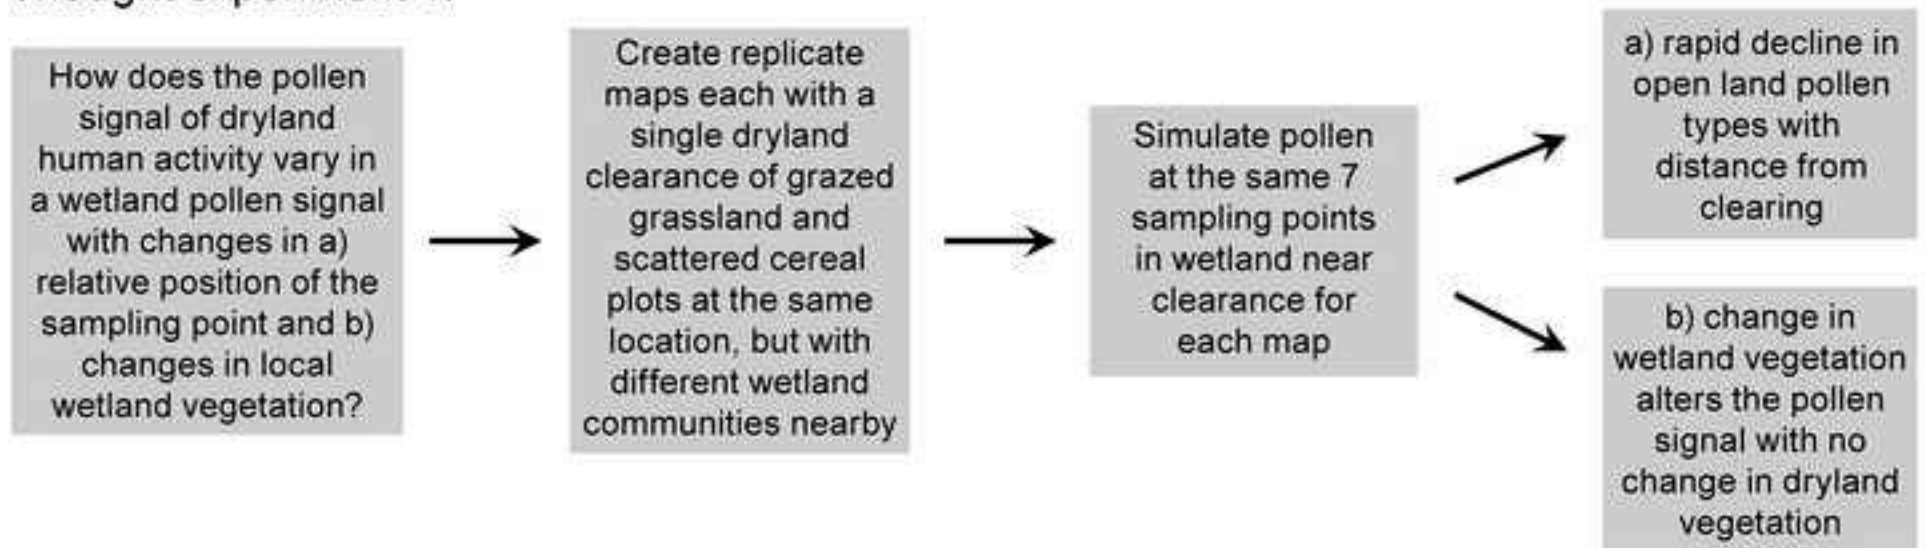 How does the pollen
signal of dryland
human activity vary in
a wetland pollen signal
with changes in a)
relative position of the
sampling point and b)
changes in local
wetland vegetation?
Create replicate
maps each with a
single dryland
clearance of grazed
grassland and
scattered cereal
plots at the same
location, but with
different wetland
communities nearby
Simulate pollen
at the same 7
sampling points
in wetland near
clearance for
each map
a) rapid decline in
open land pollen
types with
distance from
clearing
b) change in
wetland vegetation
alters the pollen
signal with no
change in dryland
vegetation